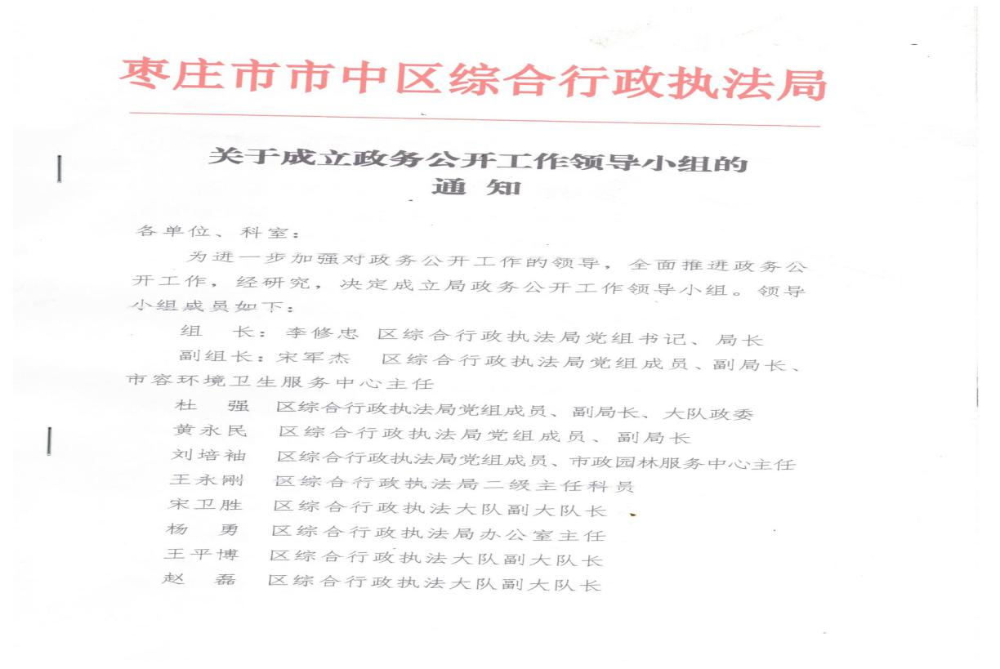 枣庄市市中区综合行政执法局
关于成立政务公开工作领导小组的
通 知
各单位、科室：
为进一步加强对政务公开工作的领导，全面推进政务公
开工作，经研究，决定成立局政务公开工作领导小组。领导
小组成员如下：
组 长：李修忠 区综合行政执法局党组书记、局长
副组长：宋军杰 区综合行政执法局党组成员、副局长、
市容环境卫生服务中心主任
杜 强 区综合行政执法局党组成员、副局长、大队政委
黄永民 区综合行政执法局党组成员、副局长
刘培袖 区综合行政执法局党组成员、市政园林服务中心主任
王永刚 区综合行政执法局二级主任科员
宋卫胜 区综合行政执法大队副大队长
杨 勇 区综合行政执法局办公室主任
王平博 区综合行政执法大队副大队长
赵 磊 区综合行政执法大队副大队长